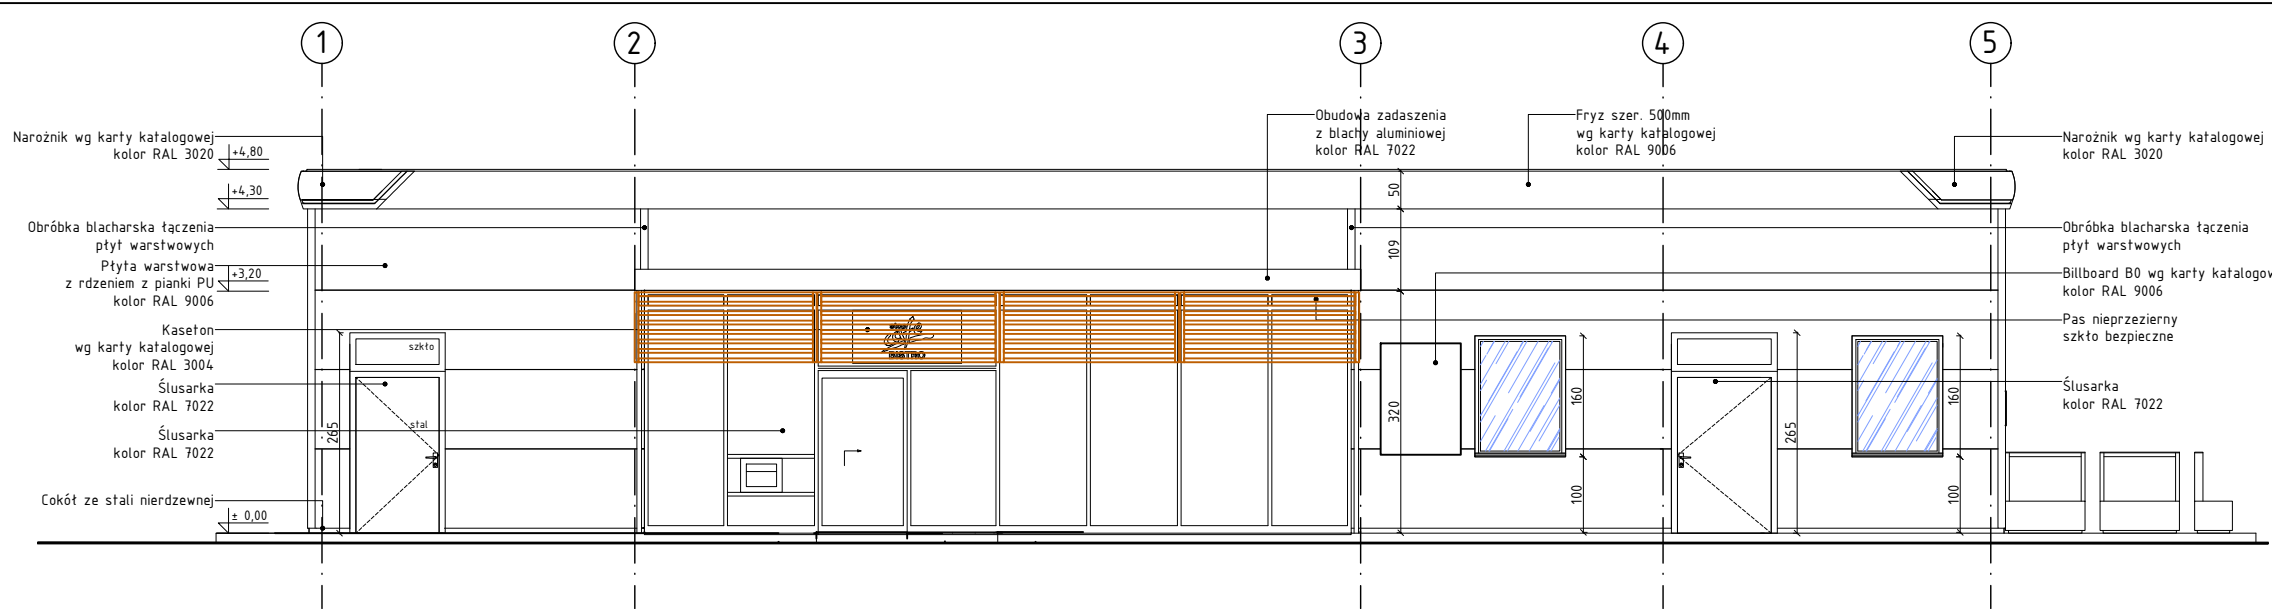 1
2
3
4
5
Narożnik wg karty katalogowej
kolor RAL 3020
+4,80
+4,30
Obróbka blacharska łączenia
płyt warstwowych
Płyta warstwowa
z rdzeniem z pianki PU
kolor RAL 9006
+3,20
Kaseton
wg karty katalogowej
kolor RAL 3004
Ślusarka
kolor RAL 7022
Ślusarka
kolor RAL 7022
Cokół ze stali nierdzewnej
± 0,00
szkło
stal
265
Obudowa zadaszenia
z blachy aluminiowej
kolor RAL 7022
Fryz szer. 500mm
wg karty katalogowej
kolor RAL 9006
50
109
320
160
100
265
160
100
Narożnik wg karty katalogowej
kolor RAL 3020
Obróbka blacharska łączenia
płyt warstwowych
Billboard B0 wg karty katalogow
kolor RAL 9006
Pas nieprzezierny
szkło bezpieczne
Ślusarka
kolor RAL 7022